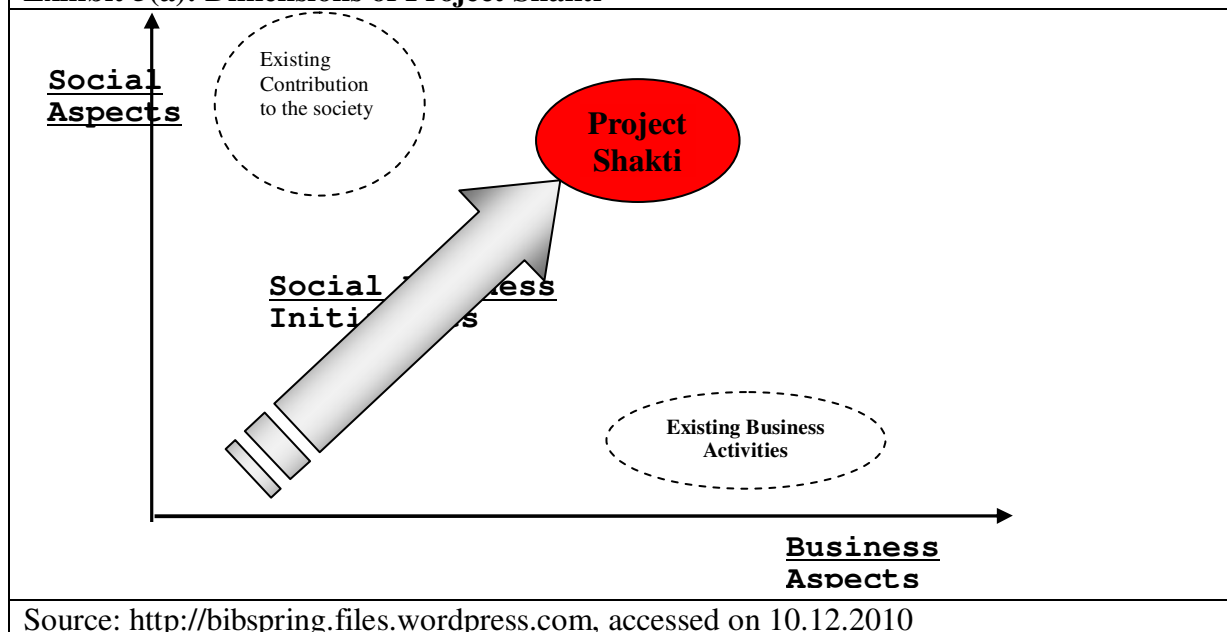 Existing
Contribution
to the society
Social
Aspects
Project
Shakti
Social
Existing Business
Activities
Business
Aspects
Source: http://bibspring.files.wordpress.com, accessed on 10.12.2010